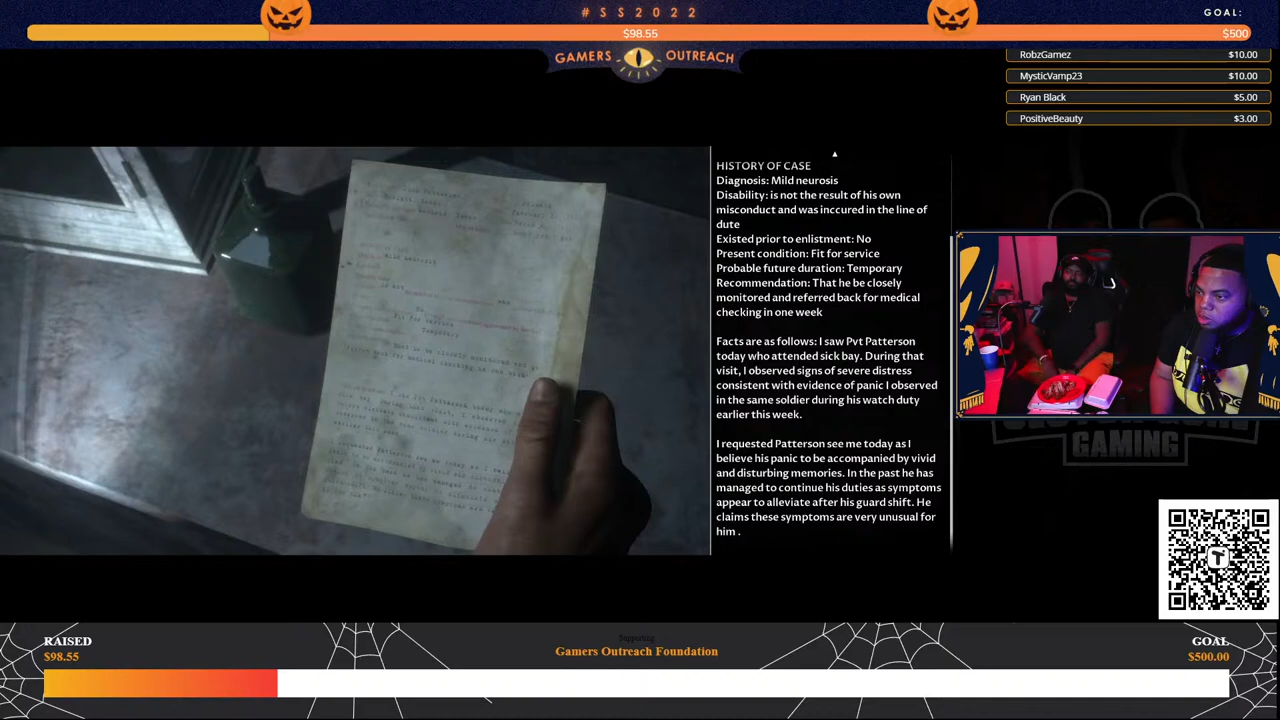 #SS2022
GOAL:
$98.55
$500
GAMERS OUTREACH
RobzGamez $10.00
MysticVamp23 $10.00
Ryan Black $5.00
PositiveBeauty $3.00
HISTORY OF CASE
Diagnosis: Mild neurosis
Disability: is not the result of his own
misconduct and was inccured in the line of
dute
Existed prior to enlistment: No
Present condition: Fit for service
Probable future duration: Temporary
Recommendation: That he be closely
monitored and referred back for medical
checking in one week
Facts are as follows: I saw Pvt Patterson
today who attended sick bay. During that
visit, I observed signs of severe distress
consistent with evidence of panic I observed
in the same soldier during his watch duty
earlier this week.
I requested Patterson see me today as I
believe his panic to be accompanied by vivid
and disturbing memories. In the past he has
managed to continue his duties as symptoms
appear to alleviate after his guard shift. He
claims these symptoms are very unusual for
him .
GAMING
T
RAISED
$98.55
Supporting
Gamers Outreach Foundation
GOAL
$500.00